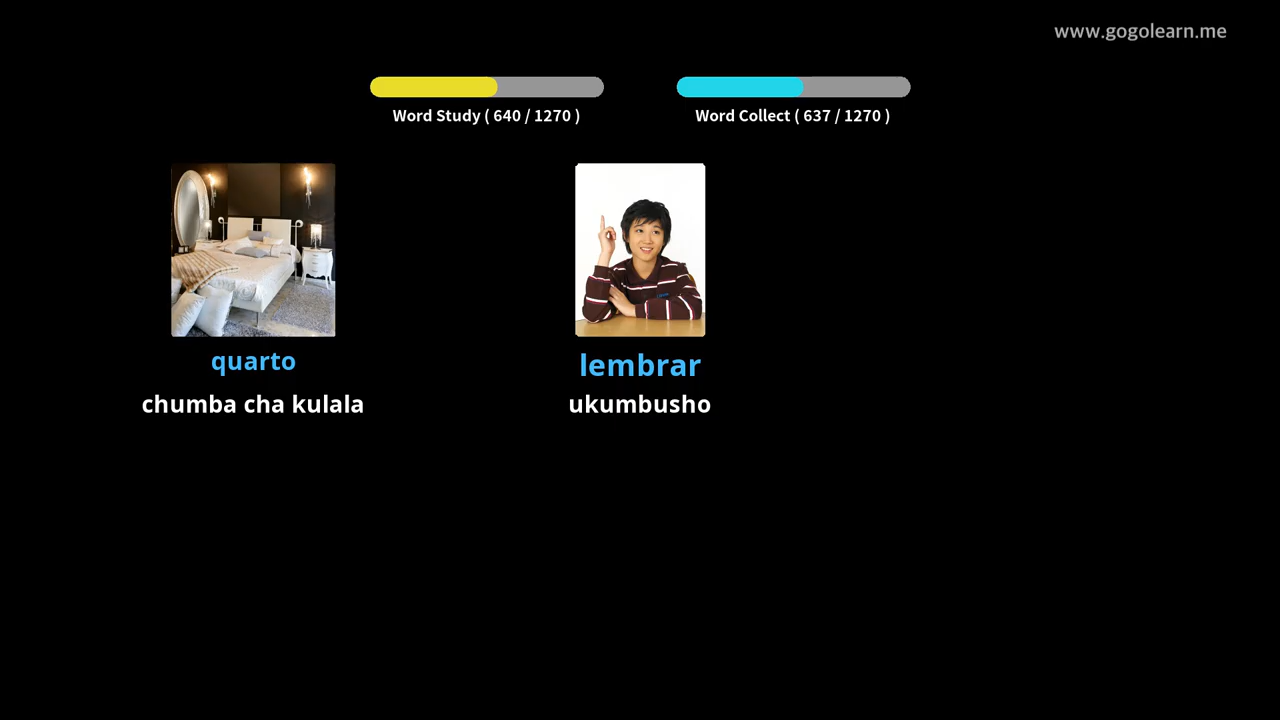 www.gogolearn.me
Word Study ( 640 / 1270 )
Word Collect ( 637 / 1270 )
quarto
lembrar
chumba cha kulala
ukumbusho